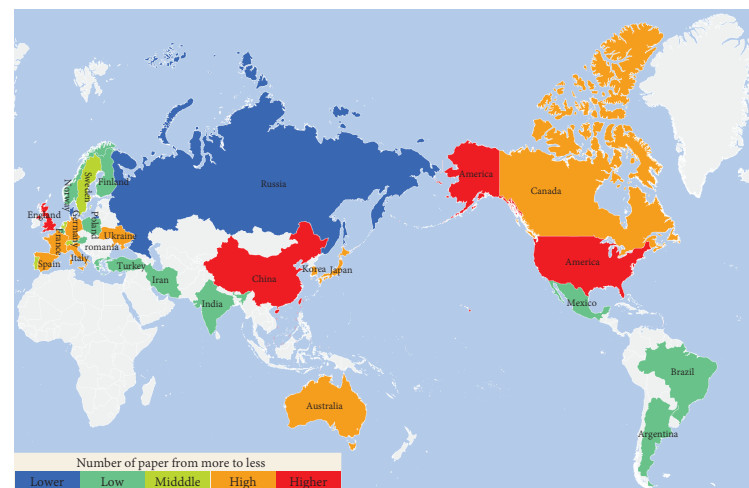 America
Canada
Russia
Finland
Sweden
Norway
England
Poland
Germany
Ukraine
France
romania
Italy
Spain
Turkey
Iran
China
Korea
Japan
India
America
Mexico
Brazil
Australia
Argentina
Number of paper from more to less
Lower Low Midddle High Higher